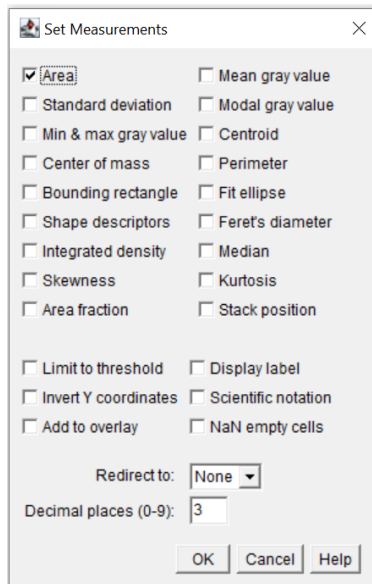 Set Measurements
Area Mean gray value
Standard deviation Modal gray value
Min & max gray value Centroid
Center of mass Perimeter
Bounding rectangle Fit ellipse
Shape descriptors Feret's diameter
Integrated density Median
Skewness Kurtosis
Area fraction Stack position
Limit to threshold Display label
Invert Y coordinates Scientific notation
Add to overlay NaN empty cells
Redirect to: None
Decimal places (0-9): 3
OK Cancel Help